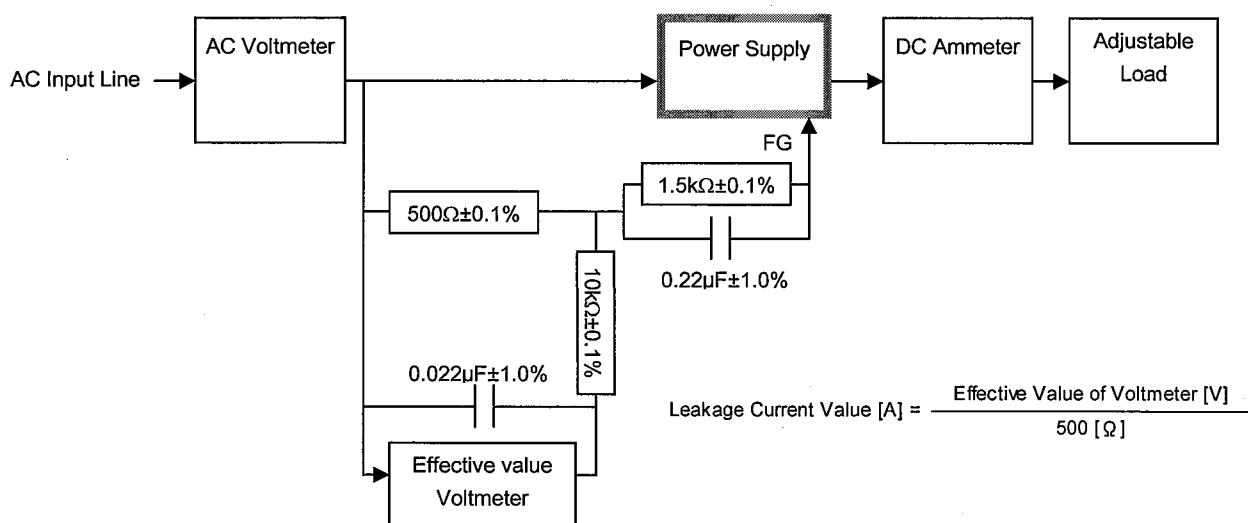 AC Voltmeter
Power Supply
DC Ammeter
Adjustable
Load
AC Input Line
FG
1.5kΩ±0.1%
500Ω±0.1%
0.22µF±1.0%
10kΩ±0.1%
0.022µF±1.0%
Leakage Current Value [A] =
Effective Value of Voltmeter [V]
500 [Ω]
Effective value
Voltmeter